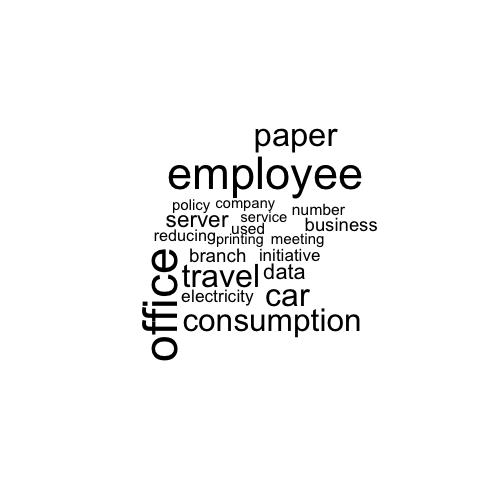 paper
employee
policy company
server service number
used business
reducing printing meeting
branch initiative
travel data
electricity car
consumption
office